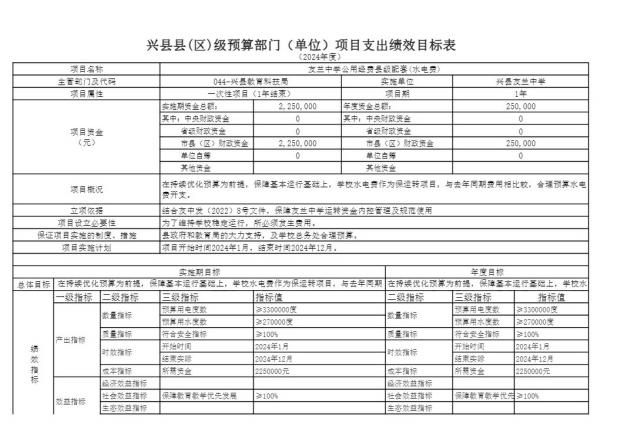 兴县县(区)级预算部门（单位）项目支出绩效目标表
（2024年度）
项目名称 友兰中学公用经费县级配套(水电费)
主管部门及代码 044-兴县教育科技局 实施单位 兴县友兰中学
项目属性 一次性项目（1年结束） 项目期 1年
项目资金（元） 实施期资金总额: 2,250,000 年度资金总额: 250,000
其中: 中央财政资金 0 其中: 中央财政资金 0
省级财政资金 0 省级财政资金 0
市县（区）财政资金 2,250,000 市县（区）财政资金 250,000
单位自筹 0 单位自筹 0
其他资金 其他资金
项目概况 在持续优化预算为前提，保障基本运行基础上，学校水电费作为保运转项目，与去年同期费用相比较，合理预算水电
费开支。
立项依据 结合友中发（2022）8号文件，保障友兰中学运转资金内控管理及规范使用
项目设立必要性 为了维持学校稳定运行，所必须发生费用。
保证项目实施的制度、措施 县政府和教育局的大力支持，及学校总务处合理预算。
项目实施计划 项目开始时间2024年1月，结束时间2024年12月。
实施期目标 年度目标
总体目标 在持续优化预算为前提，保障基本运行基础上，学校水电费作为保运转项目，与去年同期 在持续优化预算为前提，保障基本运行基础上，学校水
绩效指标 一级指标 二级指标 三级指标 指标值 二级指标 三级指标 指标值
产出指标 数量指标 预算用电度数 ≥3300000度 数量指标 预算用电度数 ≥3300000度
预算用水度数 ≥270000度 预算用水度数 ≥270000度
质量指标 符合安全指标 ≥100% 质量指标 符合安全指标 ≥100%
时效指标 开始时间 2024年1月 时效指标 开始时间 2024年1月
结束实际 2024年12月 结束实际 2024年12月
成本指标 所需资金 2250000元 成本指标 所需资金 2250000元
效益指标 经济效益指标 经济效益指标
社会效益指标 保障教育教学优先发展 ≥100% 社会效益指标 保障教育教学优先 ≥100%
生态效益指标 生态效益指标